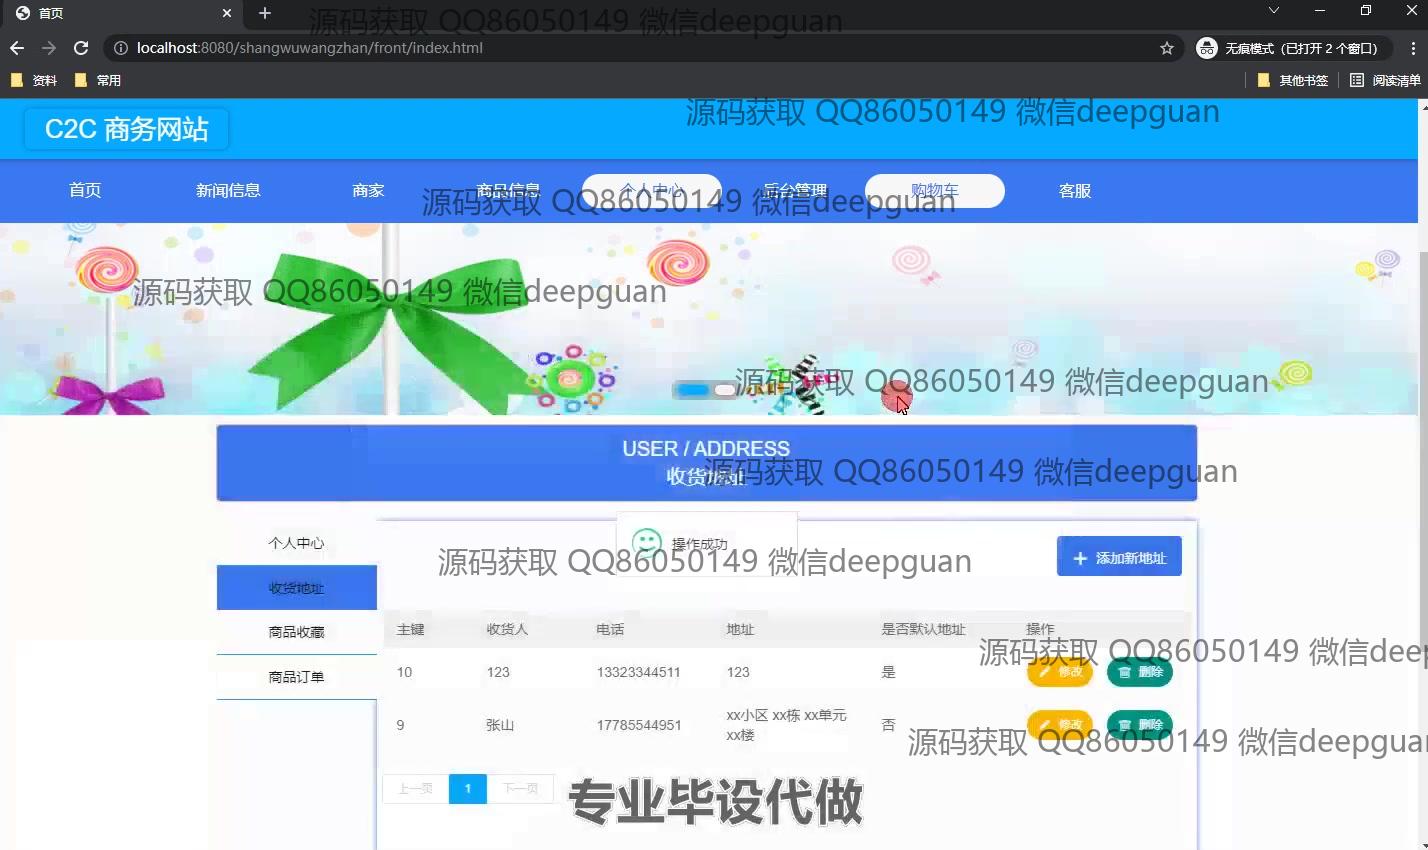 首页
源码获取 QQ86050149 微信deepguan
localhost:8080/shangwuwangzhan/front/index.html
无痕模式（已打开 2 个窗口）
资料 常用 其他书签 阅读清单
C2C 商务网站
源码获取 QQ86050149 微信deepguan
首页 新闻信息 商家 商品信息 个人中心 后台管理 购物车 客服
源码获取 QQ86050149 微信deepguan
源码获取 QQ86050149 微信deepguan
源码获取 QQ86050149 微信deepguan
USER / ADDRESS
收货地址
源码获取 QQ86050149 微信deepguan
个人中心
操作成功
添加新地址
源码获取 QQ86050149 微信deepguan
收货地址
商品收藏
商品订单
主键 收货人 电话 地址 是否默认地址 操作
源码获取 QQ86050149 微信deep
10 123 13323344511 123 是 修改 删除
9 张山 17785544951 xx小区 xx栋 xx单元 否 修改 删除
xx楼
源码获取 QQ86050149 微信deepguan
上一页 1 下一页
专业毕设代做